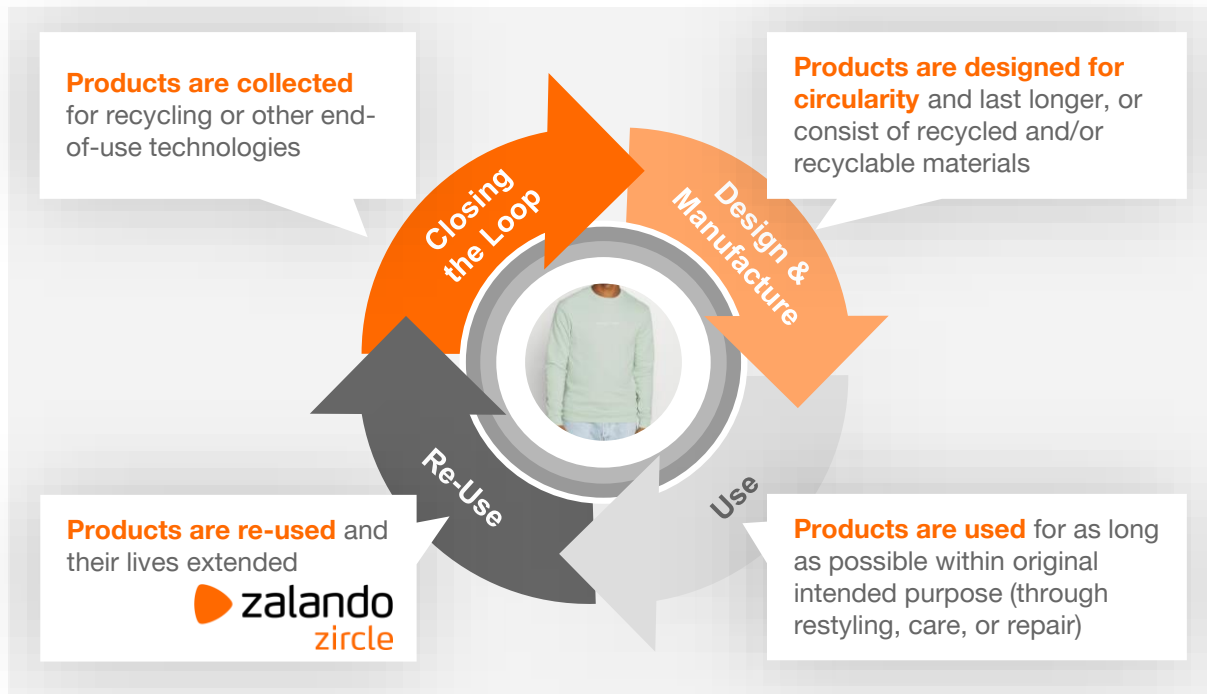 Products are collected
for recycling or other end-
of-use technologies
Products are designed for
circularity and last longer, or
consist of recycled and/or
recyclable materials
Closing
the Loop
Design &
Manufacture
Re-Use
Use
Products are re-used and
their lives extended
zalando
zircle
Products are used for as long
as possible within original
intended purpose (through
restyling, care, or repair)